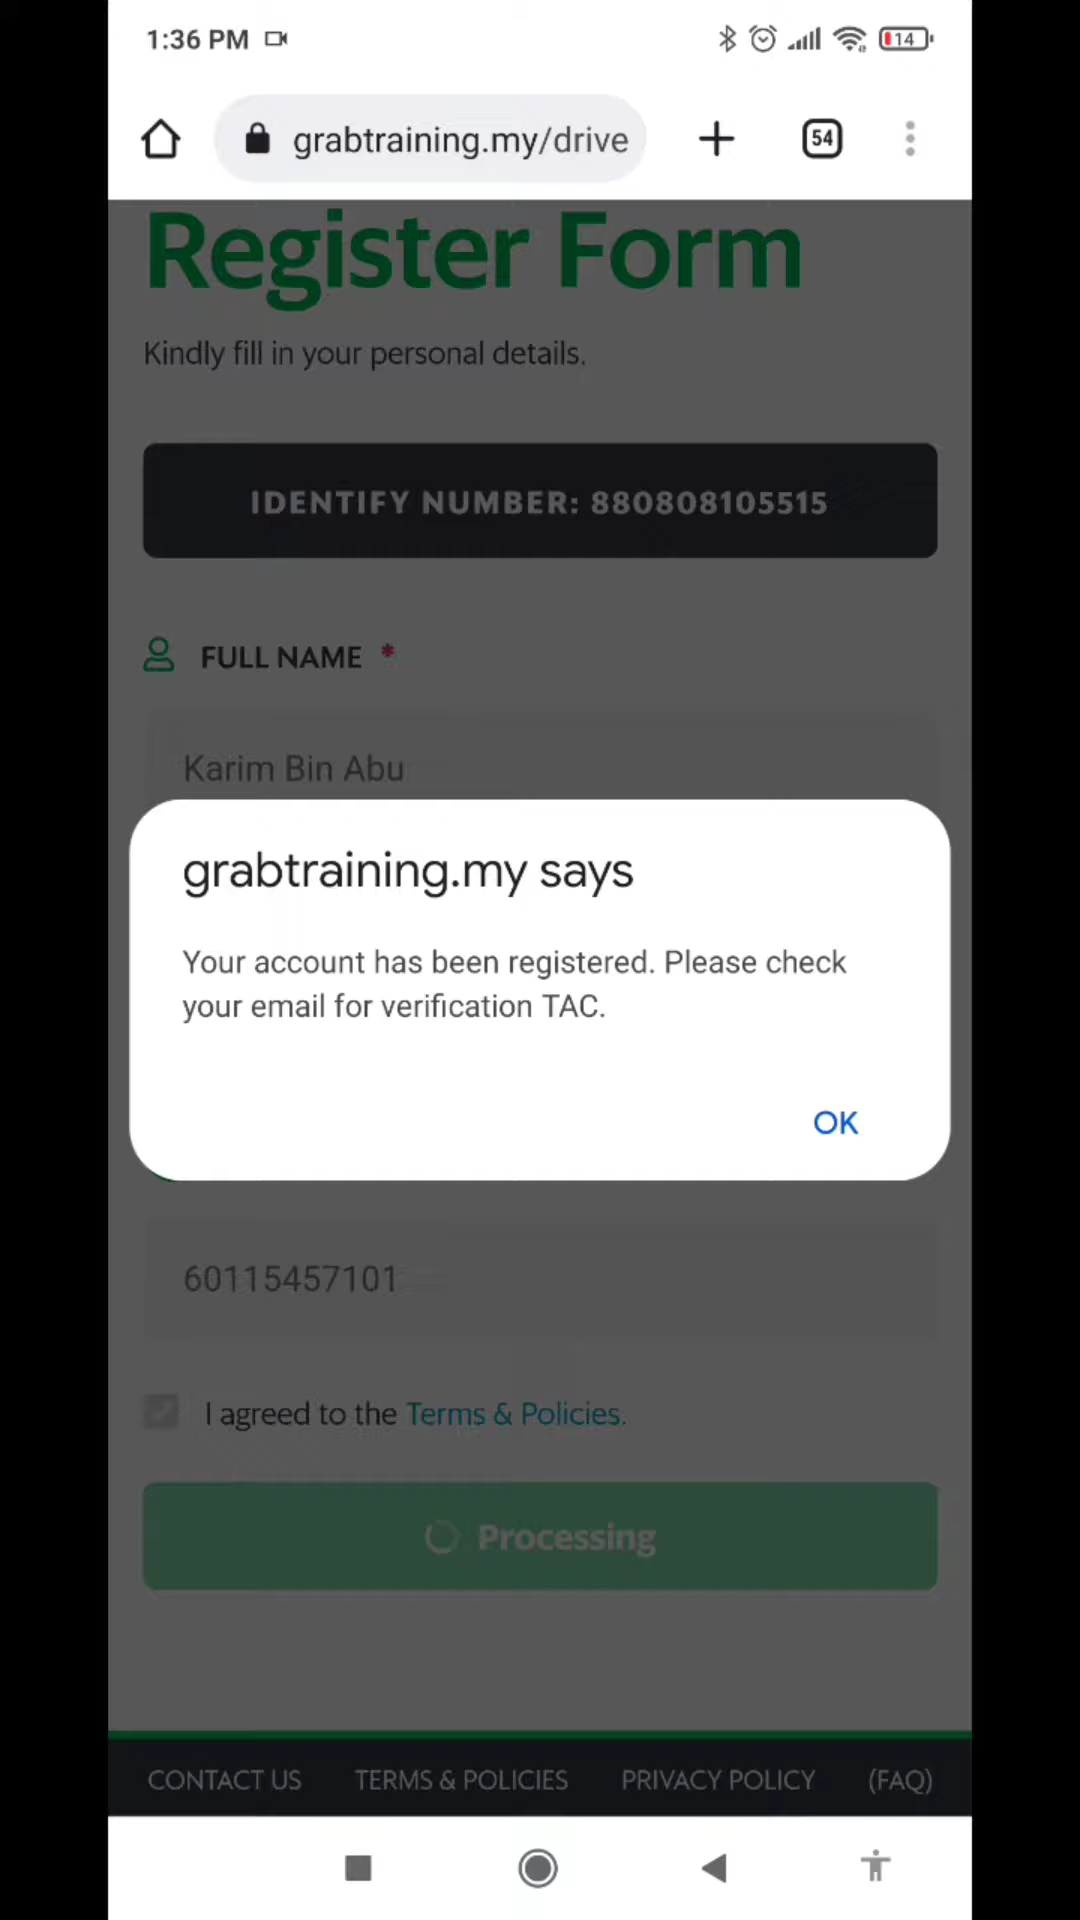 1:36 PM
14
grabtraining.my/drive
54
Register Form
Kindly fill in your personal details.
IDENTIFY NUMBER: 880808105515
FULL NAME *
Karim Bin Abu
grabtraining.my says
Your account has been registered. Please check
your email for verification TAC.
OK
60115457101
I agreed to the Terms & Policies.
Processing
CONTACT US TERMS & POLICIES PRIVACY POLICY (FAQ)